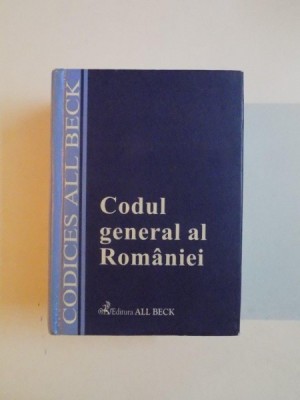 CODICES ALL BECK
Codul
general al
României
Editura ALL BECK